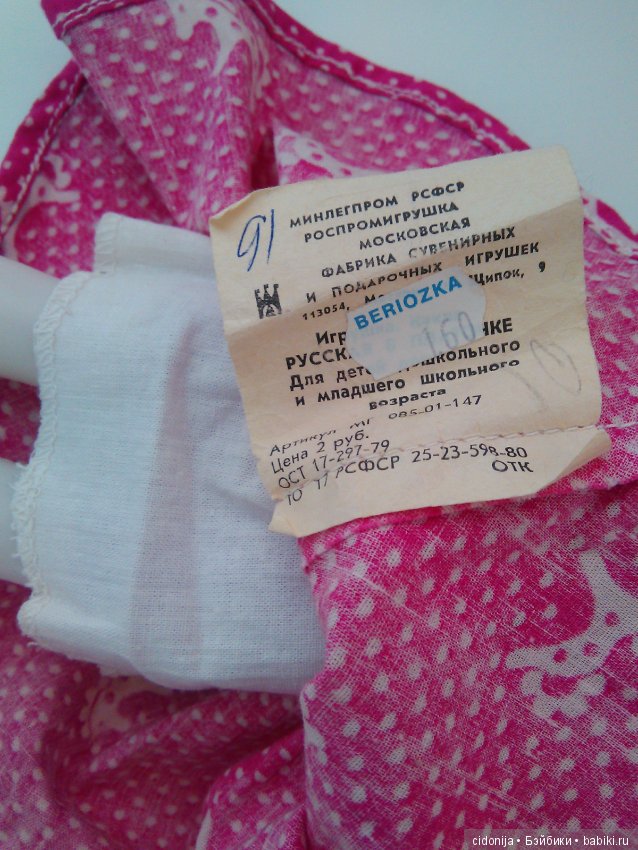 91
МИНЛЕГПРОМ РСФСР
РОСПРОМИГРУШКА
МОСКОВСКАЯ
ФАБРИКА СУВЕНИРНЫХ
И ПОДАРОЧНЫХ ИГРУШЕК
113054, Щипок, 9
BERIOZKA
160
РУССК
Для дошкольного
и младшего школьного
возраста
Артикул 985-01-147
Цена 2 руб.
ОСТ 17-297-79
ТО 17 РСФСР 25-23-598-80
ОТК
cidonija • Бэйбики • babiki.ru